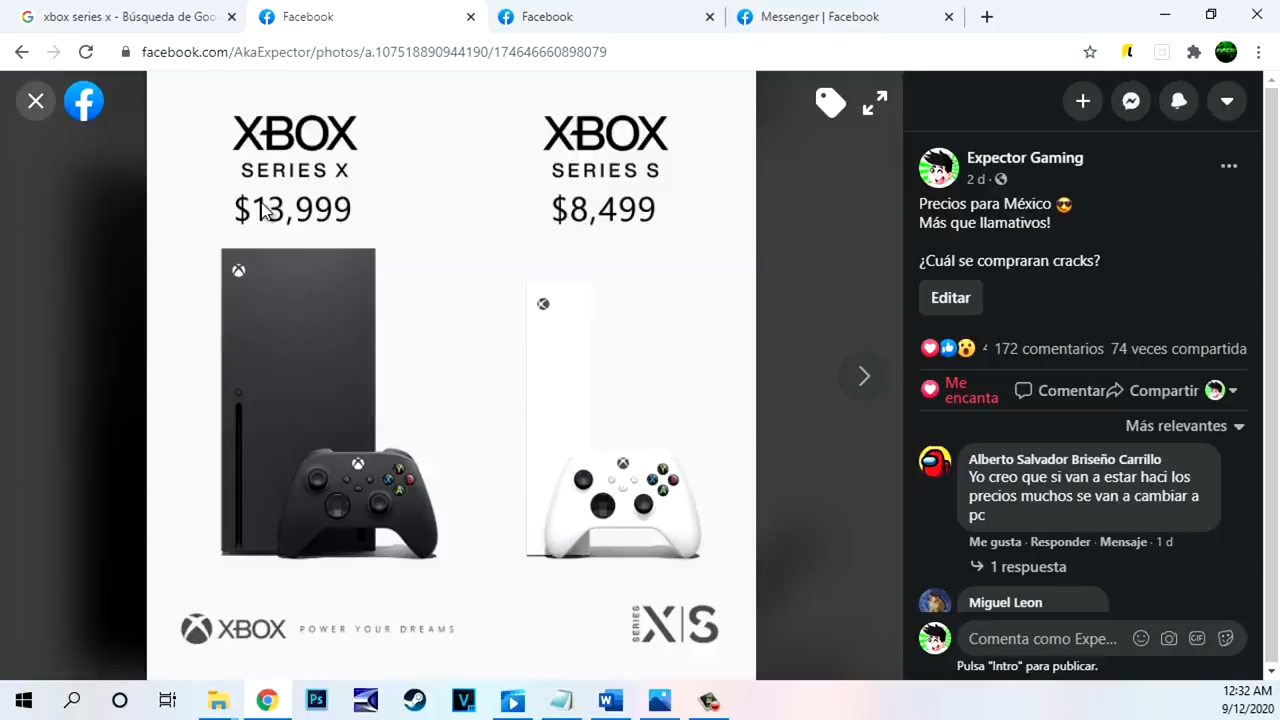 xbox series x - Búsqueda de Goo
Facebook
Facebook
Messenger | Facebook
facebook.com/AkaExpector/photos/a.107518890944190/174646660898079
XBOX
SERIES X
$13,999
XBOX
SERIES S
$8,499
XBOX
POWER YOUR DREAMS
SERIES X|S
Expector Gaming
2 d ·
Precios para México 😎
Más que llamativos!
¿Cuál se compraran cracks?
Editar
172 comentarios 74 veces compartida
Me
encanta
Comentar
Compartir
Más relevantes
Alberto Salvador Briseño Carrillo
Yo creo que si van a estar haci los
precios muchos se van a cambiar a
pc
Me gusta · Responder · Mensaje · 1 d
1 respuesta
Miguel Leon
Comenta como Expe...
GIF
Pulsa "Intro" para publicar.
Ps
V
W
12:32 AM
9/12/2020